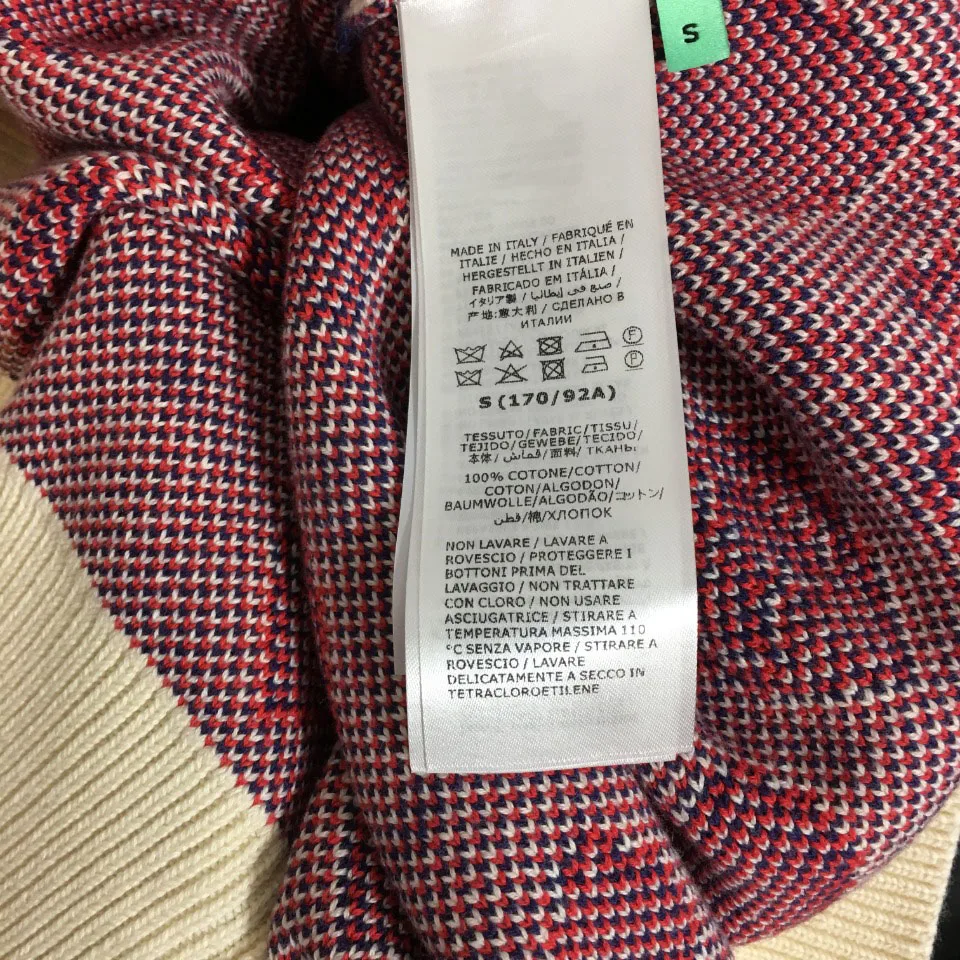 S
MADE IN ITALY / FABRIQUÉ EN
ITALIE / HECHO EN ITALIA /
HERGESTELLT IN ITALIEN /
FABRICADO EM ITÁLIA /
イタリア製 / صنع في إيطاليا /
产地:意大利 / СДЕЛАНО В
ИТАЛИИ
F
P
S (170/92A)
TESSUTO/FABRIC/TISSU/
TEJIDO/GEWEBE/TECIDO/
本体/قماش/面料/ТКАНЬ:
100% COTONE/COTTON/
COTON/ALGODON/
BAUMWOLLE/ALGODÃO/コットン/
قطن/棉/ХЛОПОК
NON LAVARE / LAVARE A
ROVESCIO / PROTEGGERE I
BOTTONI PRIMA DEL
LAVAGGIO / NON TRATTARE
CON CLORO / NON USARE
ASCIUGATRICE / STIRARE A
TEMPERATURA MASSIMA 110
°C SENZA VAPORE / STIRARE A
ROVESCIO / LAVARE
DELICATAMENTE A SECCO IN
TETRACLOROETILENE